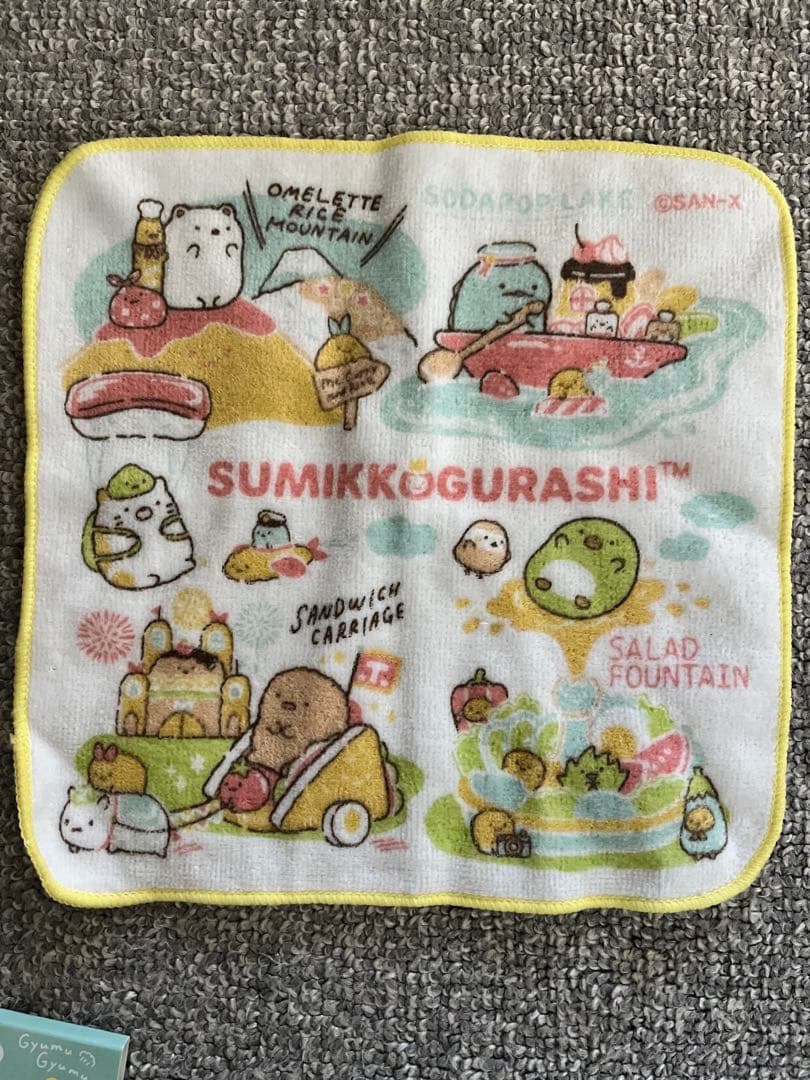 OMELETTE
RICE
MOUNTAIN
SODAPOP LAKE
©SAN-X
SUMIKKOGURASHI™
SANDWICH
CARRIAGE
T
SALAD
FOUNTAIN
Gyumu
Gyumu